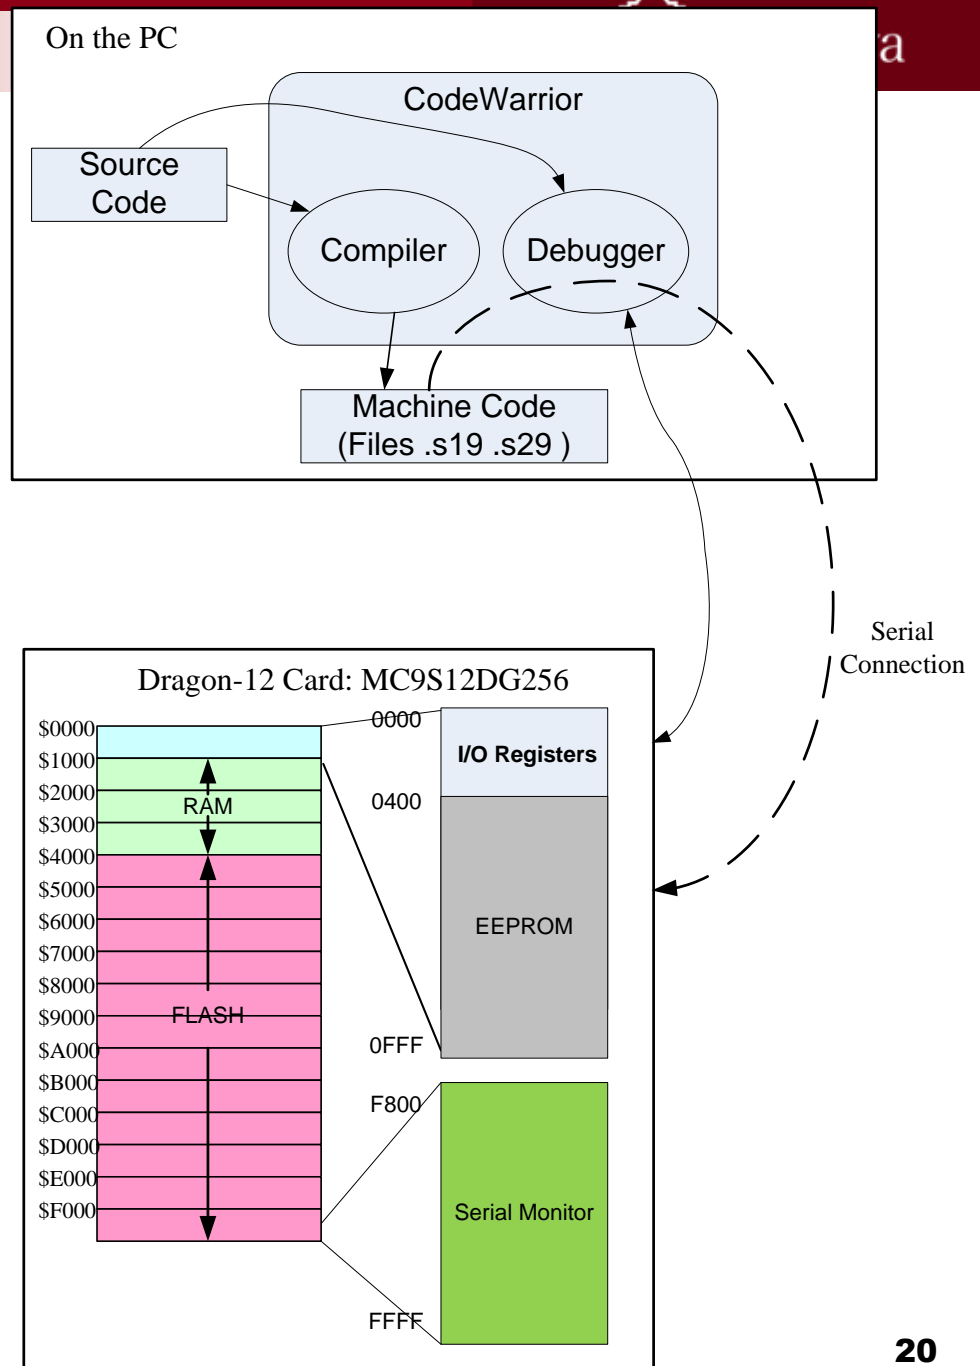 a
On the PC
CodeWarrior
Source
Code
Compiler
Debugger
Machine Code
(Files .s19 .s29 )
Serial
Connection
Dragon-12 Card: MC9S12DG256
$0000
$1000
$2000
$3000
$4000
$5000
$6000
$7000
$8000
$9000
$A000
$B000
$C000
$D000
$E000
$F000
RAM
FLASH
0000
I/O Registers
0400
EEPROM
0FFF
F800
Serial Monitor
FFFF
20